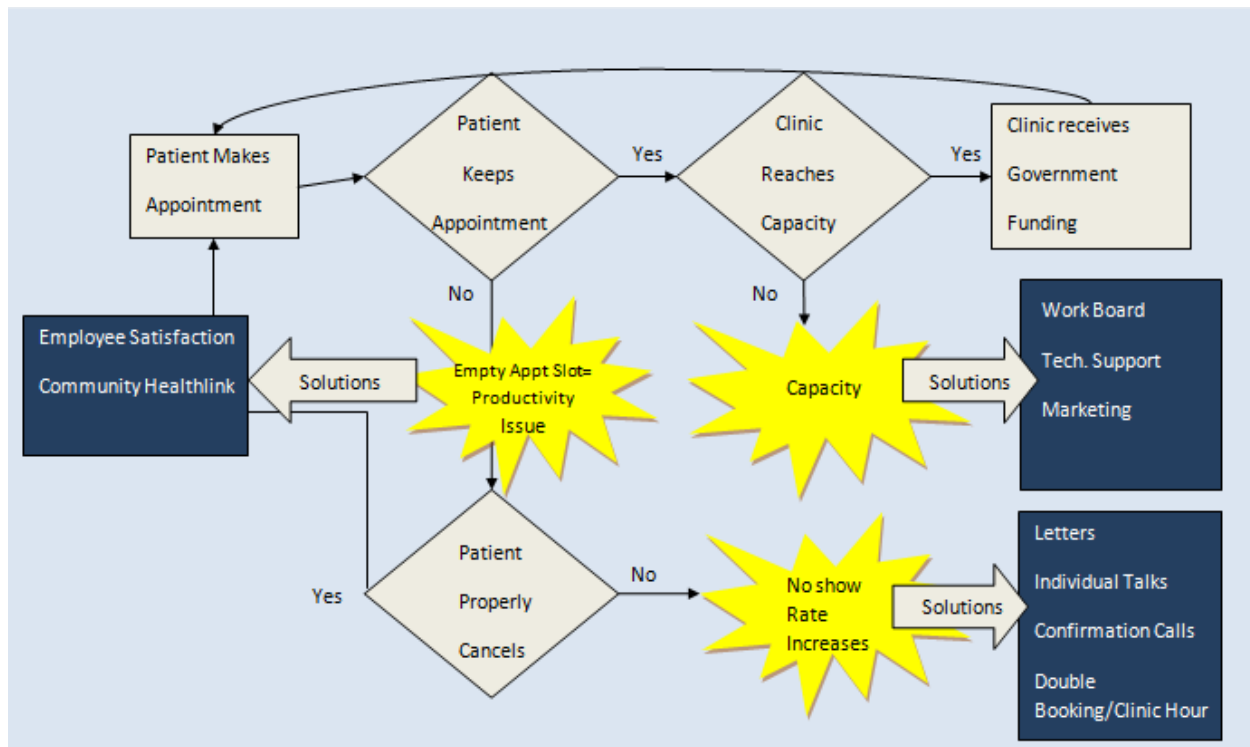 Patient Makes
Appointment
Patient
Keeps
Appointment
Yes
Clinic
Reaches
Capacity
Yes
Clinic receives
Government
Funding
No
No
Employee Satisfaction
Community Healthlink
Solutions
Empty Appt Slot=
Productivity
Issue
Capacity
Solutions
Work Board
Tech. Support
Marketing
Yes
Patient
Properly
Cancels
No
No show
Rate
Increases
Solutions
Letters
Individual Talks
Confirmation Calls
Double
Booking/Clinic Hour